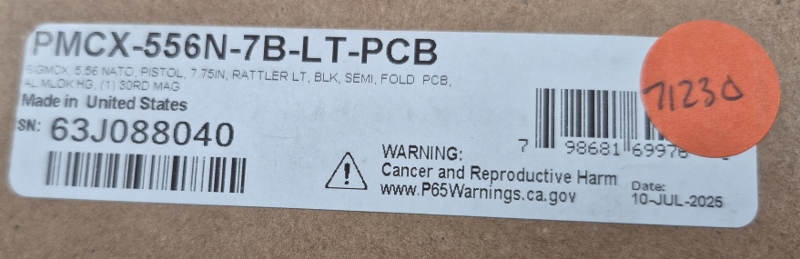 PMCX-556N-7B-LT-PCB
SIGMCX, 5.56 NATO, PISTOL, 7.75IN, RATTLER LT, BLK, SEMI, FOLD PCB,
AL MLOK HG, (1) 30RD MAG
Made in United States
SN: 63J088040
7 98681 69976
71230
WARNING:
Cancer and Reproductive Harm
www.P65Warnings.ca.gov
Date:
10-JUL-2025